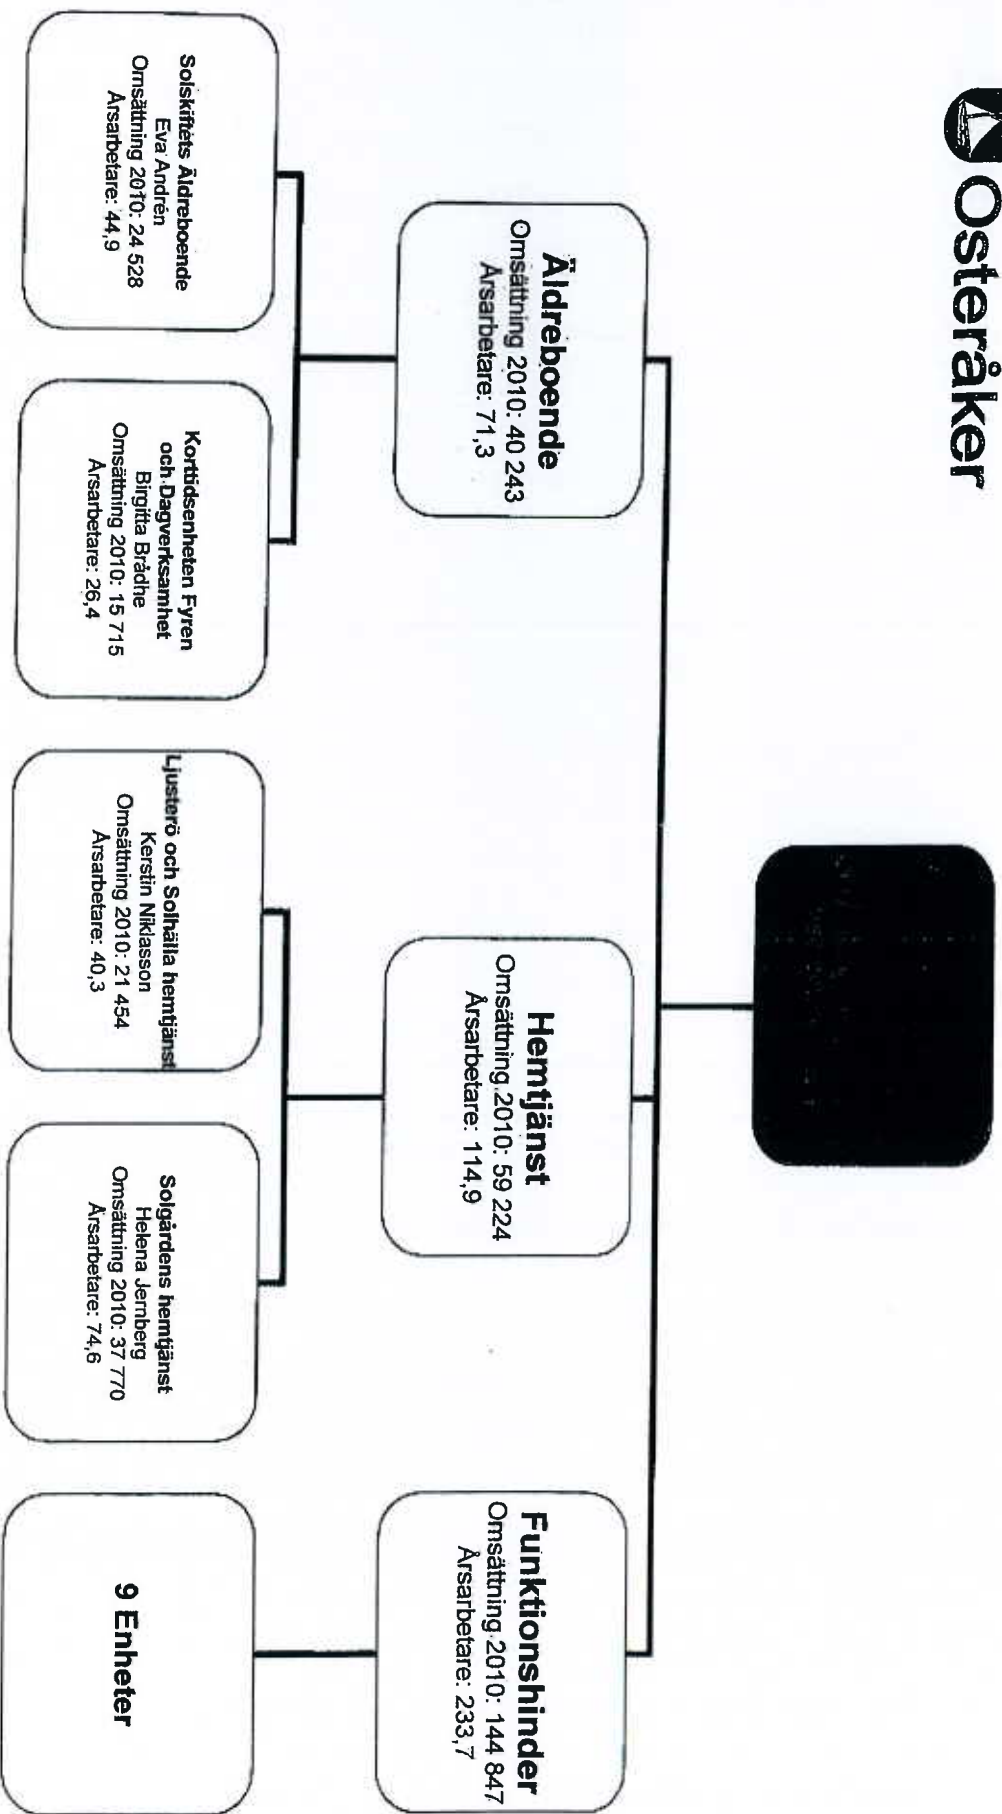 Österåker
Äldreboende
Omsättning 2010: 40 243
Årsarbetare: 71,3
Hemtjänst
Omsättning 2010: 59 224
Årsarbetare: 114,9
Funktionshinder
Omsättning 2010: 144 847
Årsarbetare: 233,7
Solskiftets Äldreboende
Eva Andrén
Omsättning 2010: 24 528
Årsarbetare: 44,9
Korttidsenheten Fyren
och Dagverksamhet
Birgitta Brådhe
Omsättning 2010: 15 715
Årsarbetare: 26,4
Ljusterö och Solhälla hemtjänst
Kerstin Niklasson
Omsättning 2010: 21 454
Årsarbetare: 40,3
Solgårdens hemtjänst
Helena Jernberg
Omsättning 2010: 37 770
Årsarbetare: 74,6
9 Enheter